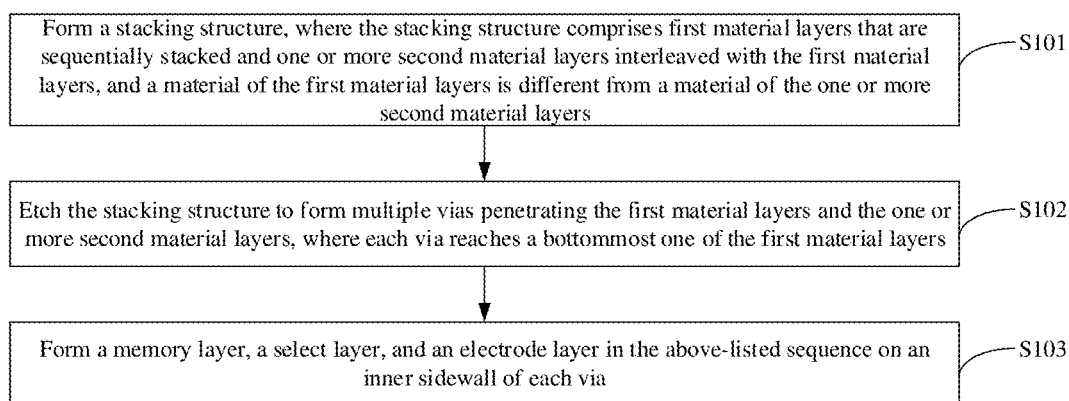 Form a stacking structure, where the stacking structure comprises first material layers that are
sequentially stacked and one or more second material layers interleaved with the first material
layers, and a material of the first material layers is different from a material of the one or more
second material layers
S101
Etch the stacking structure to form multiple vias penetrating the first material layers and the one or
more second material layers, where each via reaches a bottommost one of the first material layers
S102
Form a memory layer, a select layer, and an electrode layer in the above-listed sequence on an
inner sidewall of each via
S103